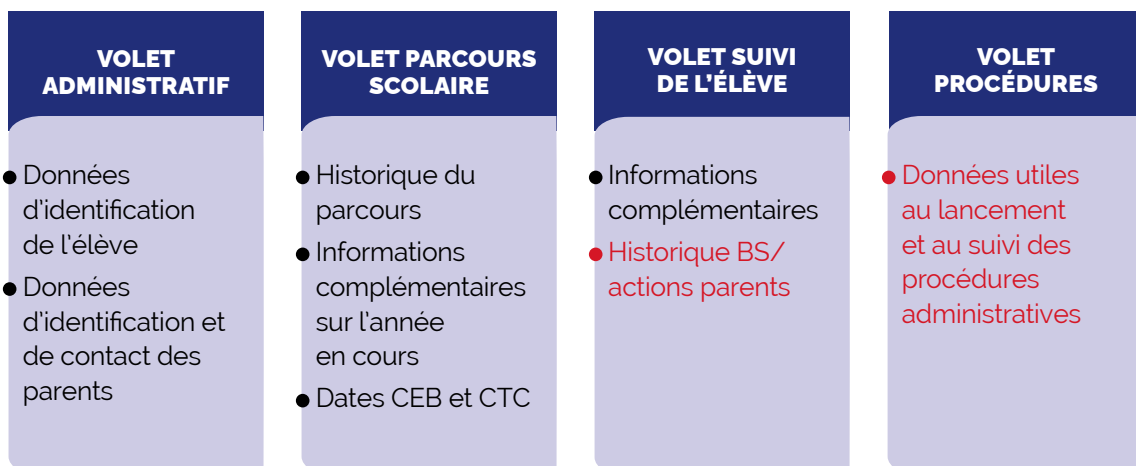 VOLET
ADMINISTRATIF
● Données
d'identification
de l'élève
● Données
d'identification et
de contact des
parents
VOLET PARCOURS
SCOLAIRE
● Historique du
parcours
● Informations
complémentaires
sur l'année
en cours
● Dates CEB et CTC
VOLET SUIVI
DE L'ÉLÈVE
● Informations
complémentaires
● Historique BS/
actions parents
VOLET
PROCÉDURES
● Données utiles
au lancement
et au suivi des
procédures
administratives